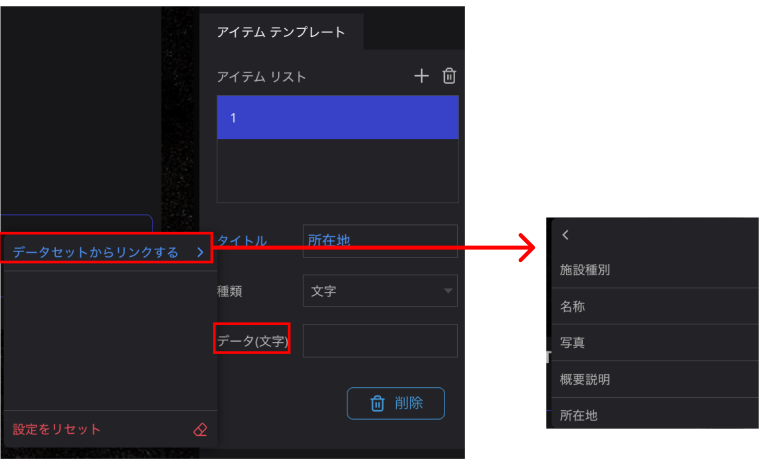 アイテム テンプレート
アイテム リスト
1
データセットからリンクする
タイトル
所在地
種類
文字
データ(文字)
削除
設定をリセット
施設種別
名称
写真
概要説明
所在地